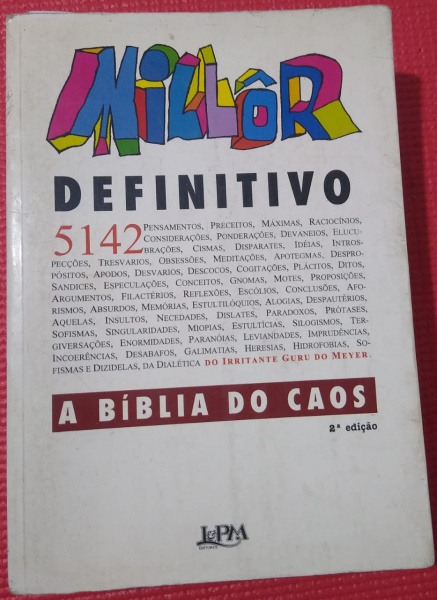 MILLÔR
DEFINITIVO
5142 PENSAMENTOS, PRECEITOS, MÁXIMAS, RACIOCÍNIOS,
CONSIDERAÇÕES, PONDERAÇÕES, DEVANEIOS, ELUCU-
BRAÇÕES, CISMAS, DISPARATES, IDÉIAS, INTROS-
PECÇÕES, TRESVARIOS, OBSESSÕES, MEDITAÇÕES, APOTEGMAS, DESPRO-
PÓSITOS, APODOS, DESVARIOS, DESCOCOS, COGITAÇÕES, PLÁCITOS, DITOS,
SANDICES, ESPECULAÇÕES, CONCEITOS, GNOMAS, MOTES, PROPOSIÇÕES,
ARGUMENTOS, FILACTÉRIOS, REFLEXÕES, ESCÓLIOS, CONCLUSÕES, AFO-
RISMOS, ABSURDOS, MEMÓRIAS, ESTULTILÓQUIOS, ALOGIAS, DESPAUTÉRIOS,
AQUELAS, INSULTOS, NECEDADES, DISLATES, PARADOXOS, PRÓTASES,
SOFISMAS, SINGULARIDADES, MIOPIAS, ESTULTÍCIAS, SILOGISMOS, TER-
GIVERSAÇÕES, ENORMIDADES, PARANÓIAS, LEVIANDADES, IMPRUDÊNCIAS,
INCOERÊNCIAS, DESABAFOS, GALIMATIAS, HERESIAS, HIDROFOBIAS, SO-
FISMAS E DIZIDELAS, DA DIALÉTICA DO IRRITANTE GURU DO MEYER.
A BÍBLIA DO CAOS
2ª edição
L&PM
EDITORES